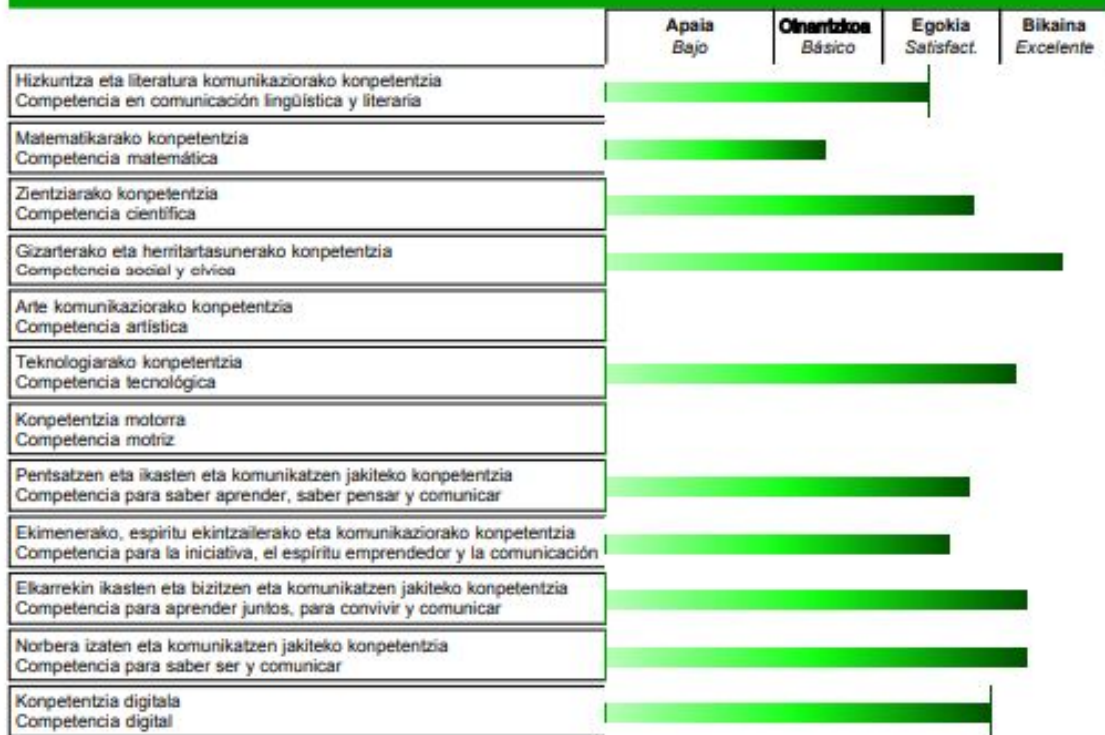 Apaia
Bajo
Oinarrizkoa
Básico
Egokia
Satisfact.
Bikaina
Excelente
Hizkuntza eta literatura komunikaziorako konpetentzia
Competencia en comunicación lingüística y literaria
Matematikarako konpetentzia
Competencia matemática
Zientziarako konpetentzia
Competencia científica
Gizarterako eta herritartasunerako konpetentzia
Competencia social y cívica
Arte komunikaziorako konpetentzia
Competencia artística
Teknologiarako konpetentzia
Competencia tecnológica
Konpetentzia motorra
Competencia motriz
Pentsatzen eta ikasten eta komunikatzen jakiteko konpetentzia
Competencia para saber aprender, saber pensar y comunicar
Ekimenerako, espiritu ekintzailerako eta komunikaziorako konpetentzia
Competencia para la iniciativa, el espíritu emprendedor y la comunicación
Elkarrekin ikasten eta bizitzen eta komunikatzen jakiteko konpetentzia
Competencia para aprender juntos, para convivir y comunicar
Norbera izaten eta komunikatzen jakiteko konpetentzia
Competencia para saber ser y comunicar
Konpetentzia digitala
Competencia digital